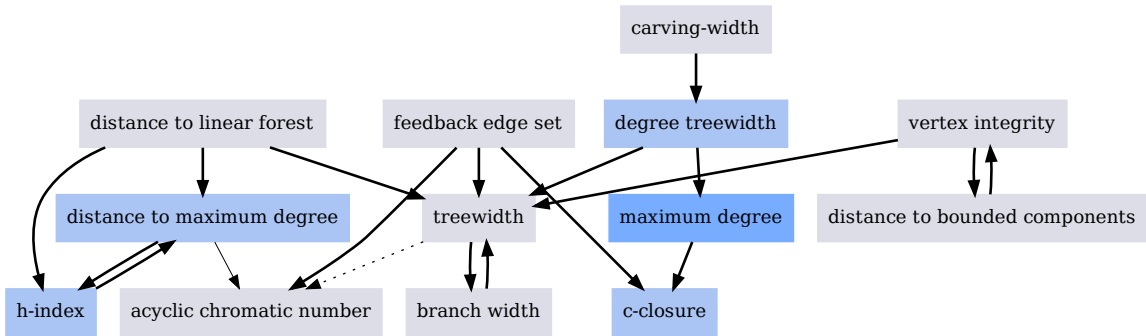 carving-width
distance to linear forest
feedback edge set
degree treewidth
vertex integrity
distance to maximum degree
treewidth
maximum degree
distance to bounded components
h-index
acyclic chromatic number
branch width
c-closure